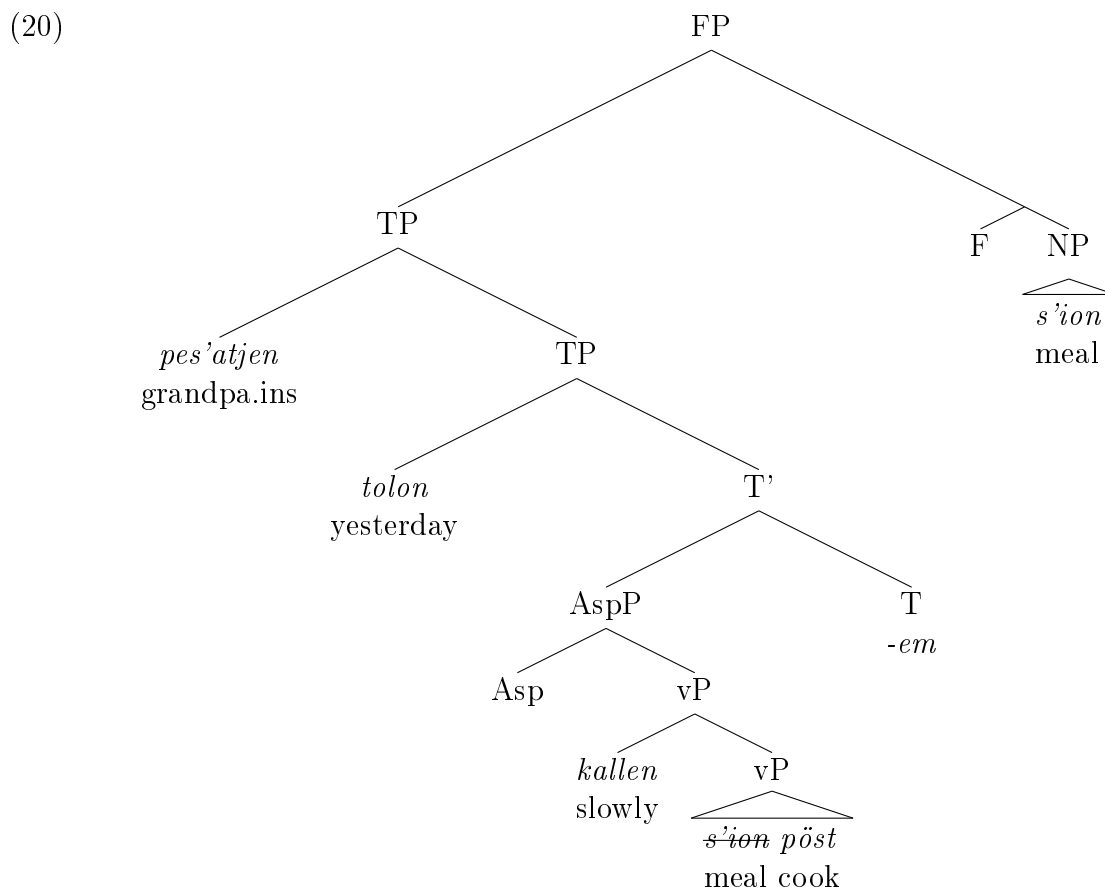 (20)
FP
TP
F NP
s'ion
meal
pes'atjen
grandpa.ins
TP
tolon
yesterday
T'
AspP
T
-em
Asp
vP
kallen
slowly
vP
s'ion pöst
meal cook